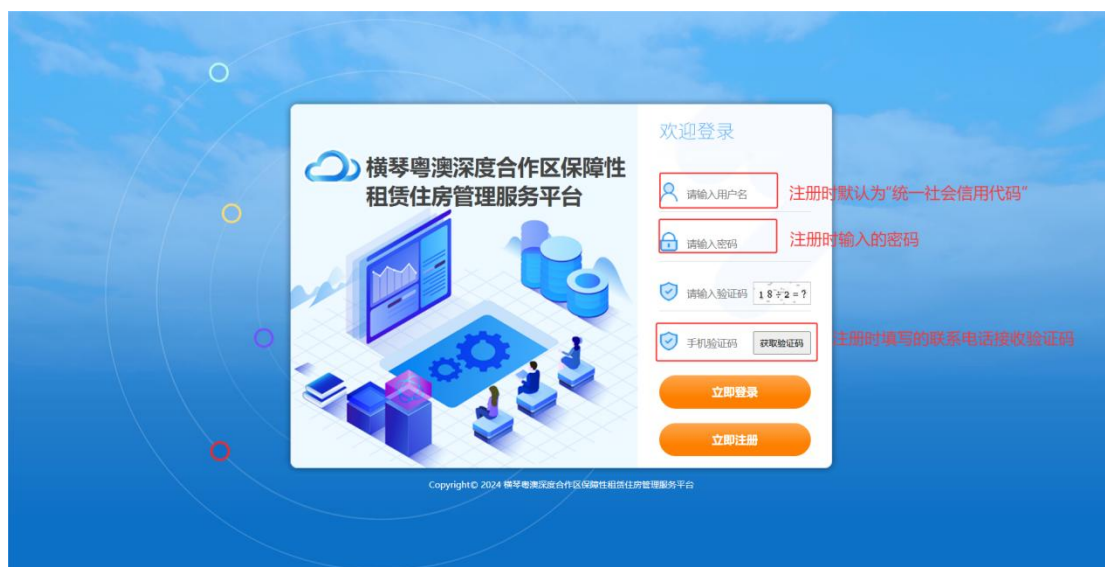 欢迎登录
横琴粤澳深度合作区保障性
租赁住房管理服务平台
请输入用户名
注册时默认为“统一社会信用代码”
请输入密码
注册时输入的密码
请输入验证码
18÷2=?
手机验证码
获取验证码
注册时填写的联系电话接收验证码
立即登录
立即注册
Copyright© 2024 横琴粤澳深度合作区保障性租赁住房管理服务平台